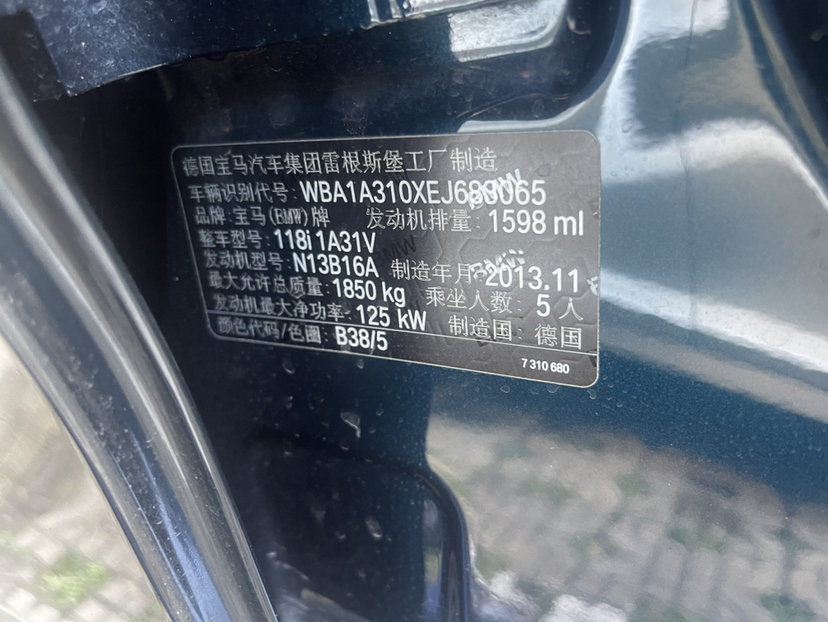 德国宝马汽车集团雷根斯堡工厂制造
车辆识别代号: WBA1A310XEJ683065
品牌: 宝马(BMW)牌 发动机排量: 1598 ml
整车型号: 118i 1A31V
发动机型号: N13B16A 制造年月: 2013.11
最大允许总质量: 1850 kg 乘坐人数: 5 人
发动机最大净功率: 125 kW 制造国: 德国
颜色代码/色圈: B38/5
7 310 680